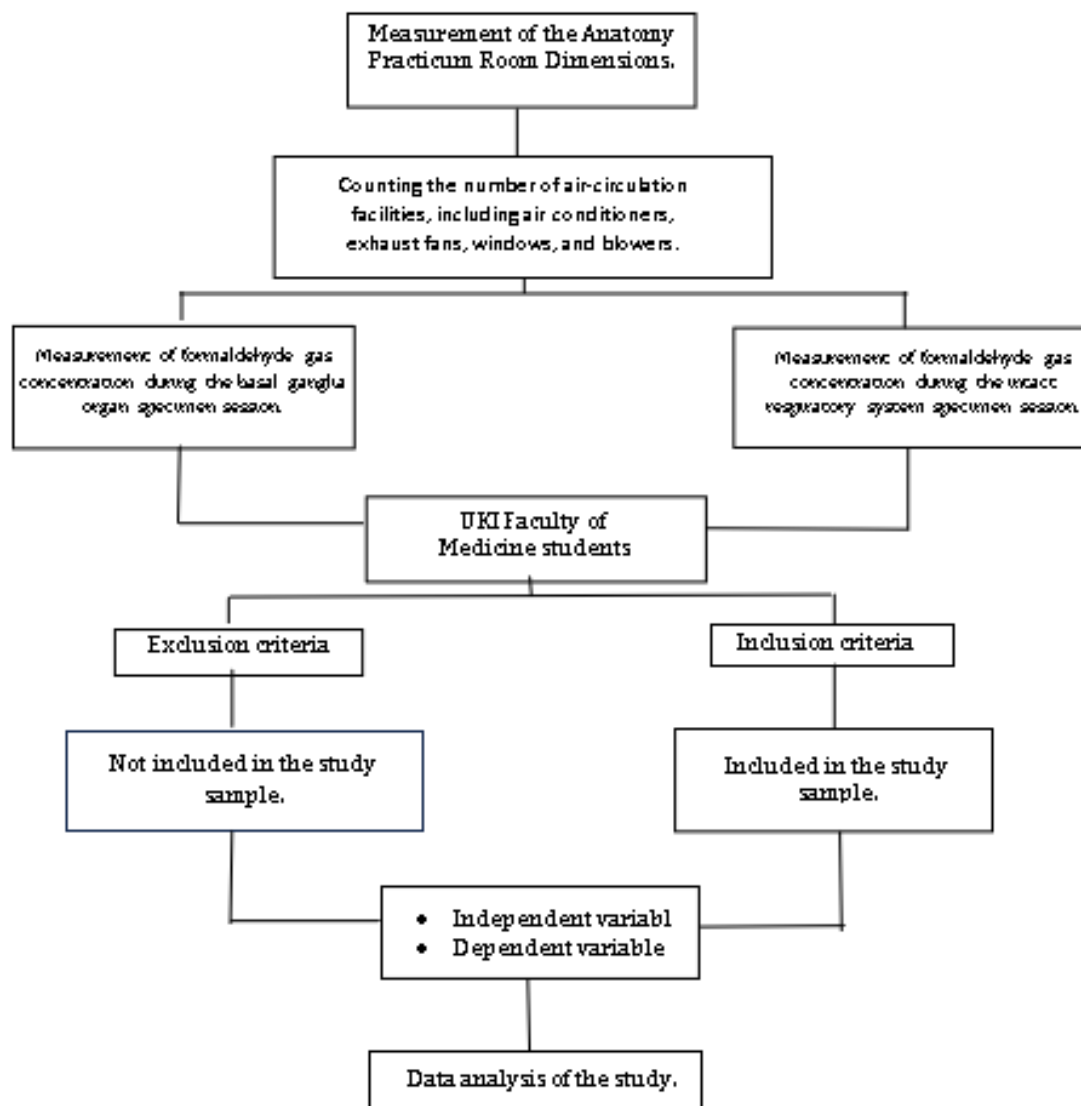 Measurement of the Anatomy
Practicum Room Dimensions.
Counting the number of air-circulation
facilities, including air conditioners,
exhaust fans, windows, and blowers.
Measurement of formaldehyde gas
concentration during the basal ganglia
organ specimen session.
Measurement of formaldehyde gas
concentration during the intact
respiratory system specimen session.
UKI Faculty of
Medicine students
Exclusion criteria
Inclusion criteria
Not included in the study
sample.
Included in the study
sample.
• Independent variabl
• Dependent variable
Data analysis of the study.